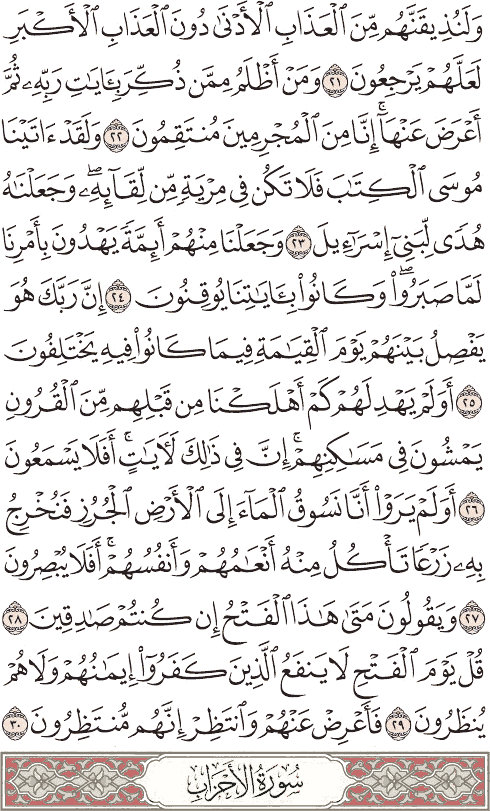 وَلَنُذِيقَنَّهُم مِّنَ ٱلْعَذَابِ ٱلْأَدْنَىٰ دُونَ ٱلْعَذَابِ ٱلْأَكْبَرِ
لَعَلَّهُمْ يَرْجِعُونَ ٢١ وَمَنْ أَظْلَمُ مِمَّن ذُكِّرَ بِـَٔايَـٰتِ رَبِّهِۦ ثُمَّ
أَعْرَضَ عَنْهَآ ۚ إِنَّا مِنَ ٱلْمُجْرِمِينَ مُنتَقِمُونَ ٢٢ وَلَقَدْ ءَاتَيْنَا
مُوسَى ٱلْكِتَـٰبَ فَلَا تَكُن فِى مِرْيَةٍ مِّن لِّقَآئِهِۦ ۖ وَجَعَلْنَـٰهُ
هُدًى لِّبَنِىٓ إِسْرَٰٓءِيلَ ٢٣ وَجَعَلْنَا مِنْهُمْ أَئِمَّةً يَهْدُونَ بِأَمْرِنَا
لَمَّا صَبَرُوا۟ ۖ وَكَانُوا۟ بِـَٔايَـٰتِنَا يُوقِنُونَ ٢٤ إِنَّ رَبَّكَ هُوَ
يَفْصِلُ بَيْنَهُمْ يَوْمَ ٱلْقِيَـٰمَةِ فِيمَا كَانُوا۟ فِيهِ يَخْتَلِفُونَ
٢٥ أَوَلَمْ يَهْدِ لَهُمْ كَمْ أَهْلَكْنَا مِن قَبْلِهِم مِّنَ ٱلْقُرُونِ
يَمْشُونَ فِى مَسَـٰكِنِهِمْ ۚ إِنَّ فِى ذَٰلِكَ لَـَٔايَـٰتٍ ۖ أَفَلَا يَسْمَعُونَ
٢٦ أَوَلَمْ يَرَوْا۟ أَنَّا نَسُوقُ ٱلْمَآءَ إِلَى ٱلْأَرْضِ ٱلْجُرُزِ فَنُخْرِجُ
بِهِۦ زَرْعًا تَأْكُلُ مِنْهُ أَنْعَـٰمُهُمْ وَأَنفُسُهُمْ ۖ أَفَلَا يُبْصِرُونَ
٢٧ وَيَقُولُونَ مَتَىٰ هَـٰذَا ٱلْفَتْحُ إِن كُنتُمْ صَـٰدِقِينَ ٢٨
قُلْ يَوْمَ ٱلْفَتْحِ لَا يَنفَعُ ٱلَّذِينَ كَفَرُوٓا۟ إِيمَـٰنُهُمْ وَلَا هُمْ
يُنظَرُونَ ٢٩ فَأَعْرِضْ عَنْهُمْ وَٱنتَظِرْ إِنَّهُم مُّنتَظِرُونَ ٣٠
سُورَةُ الأَحْزَابِ